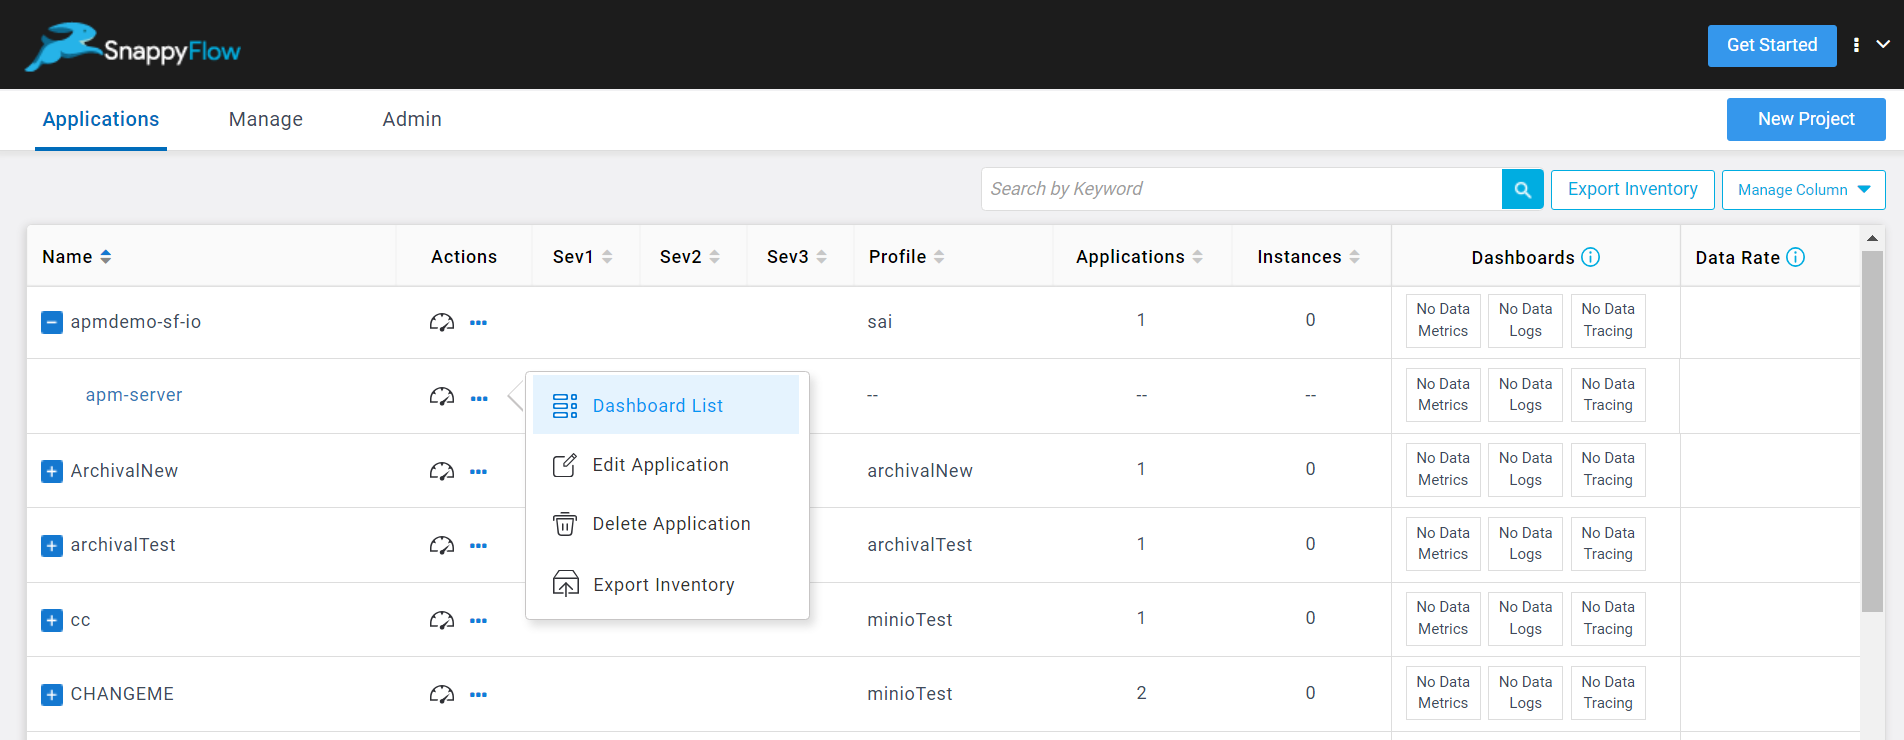 SnappyFlow
Get Started
Applications Manage Admin
New Project
Search by Keyword
Export Inventory
Manage Column
Name Actions Sev1 Sev2 Sev3 Profile Applications Instances Dashboards Data Rate
apmdemo-sf-io sai 1 0
No Data Metrics No Data Logs No Data Tracing
apm-server -- -- --
No Data Metrics No Data Logs No Data Tracing
Dashboard List
Edit Application
Delete Application
Export Inventory
ArchivalNew archivalNew 1 0
No Data Metrics No Data Logs No Data Tracing
archivalTest archivalTest 1 0
No Data Metrics No Data Logs No Data Tracing
cc minioTest 1 0
No Data Metrics No Data Logs No Data Tracing
CHANGEME minioTest 2 0
No Data Metrics No Data Logs No Data Tracing